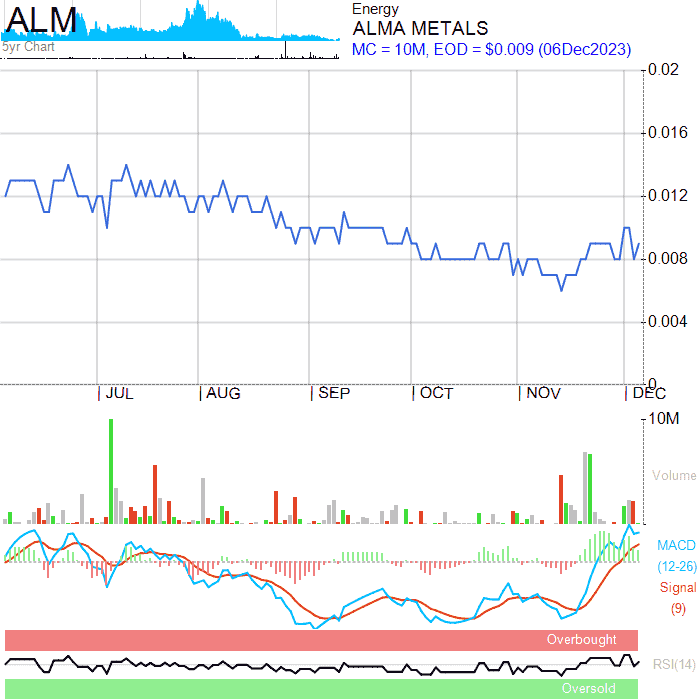 ALM
5yr Chart
Energy
ALMA METALS
MC = 10M, EOD = $0.009 (06Dec2023)
0.02
0.016
0.012
0.008
0.004
0
JUL AUG SEP OCT NOV DEC
10M
Volume
MACD
(12-26)
Signal
(9)
Overbought
RSI(14)
Oversold